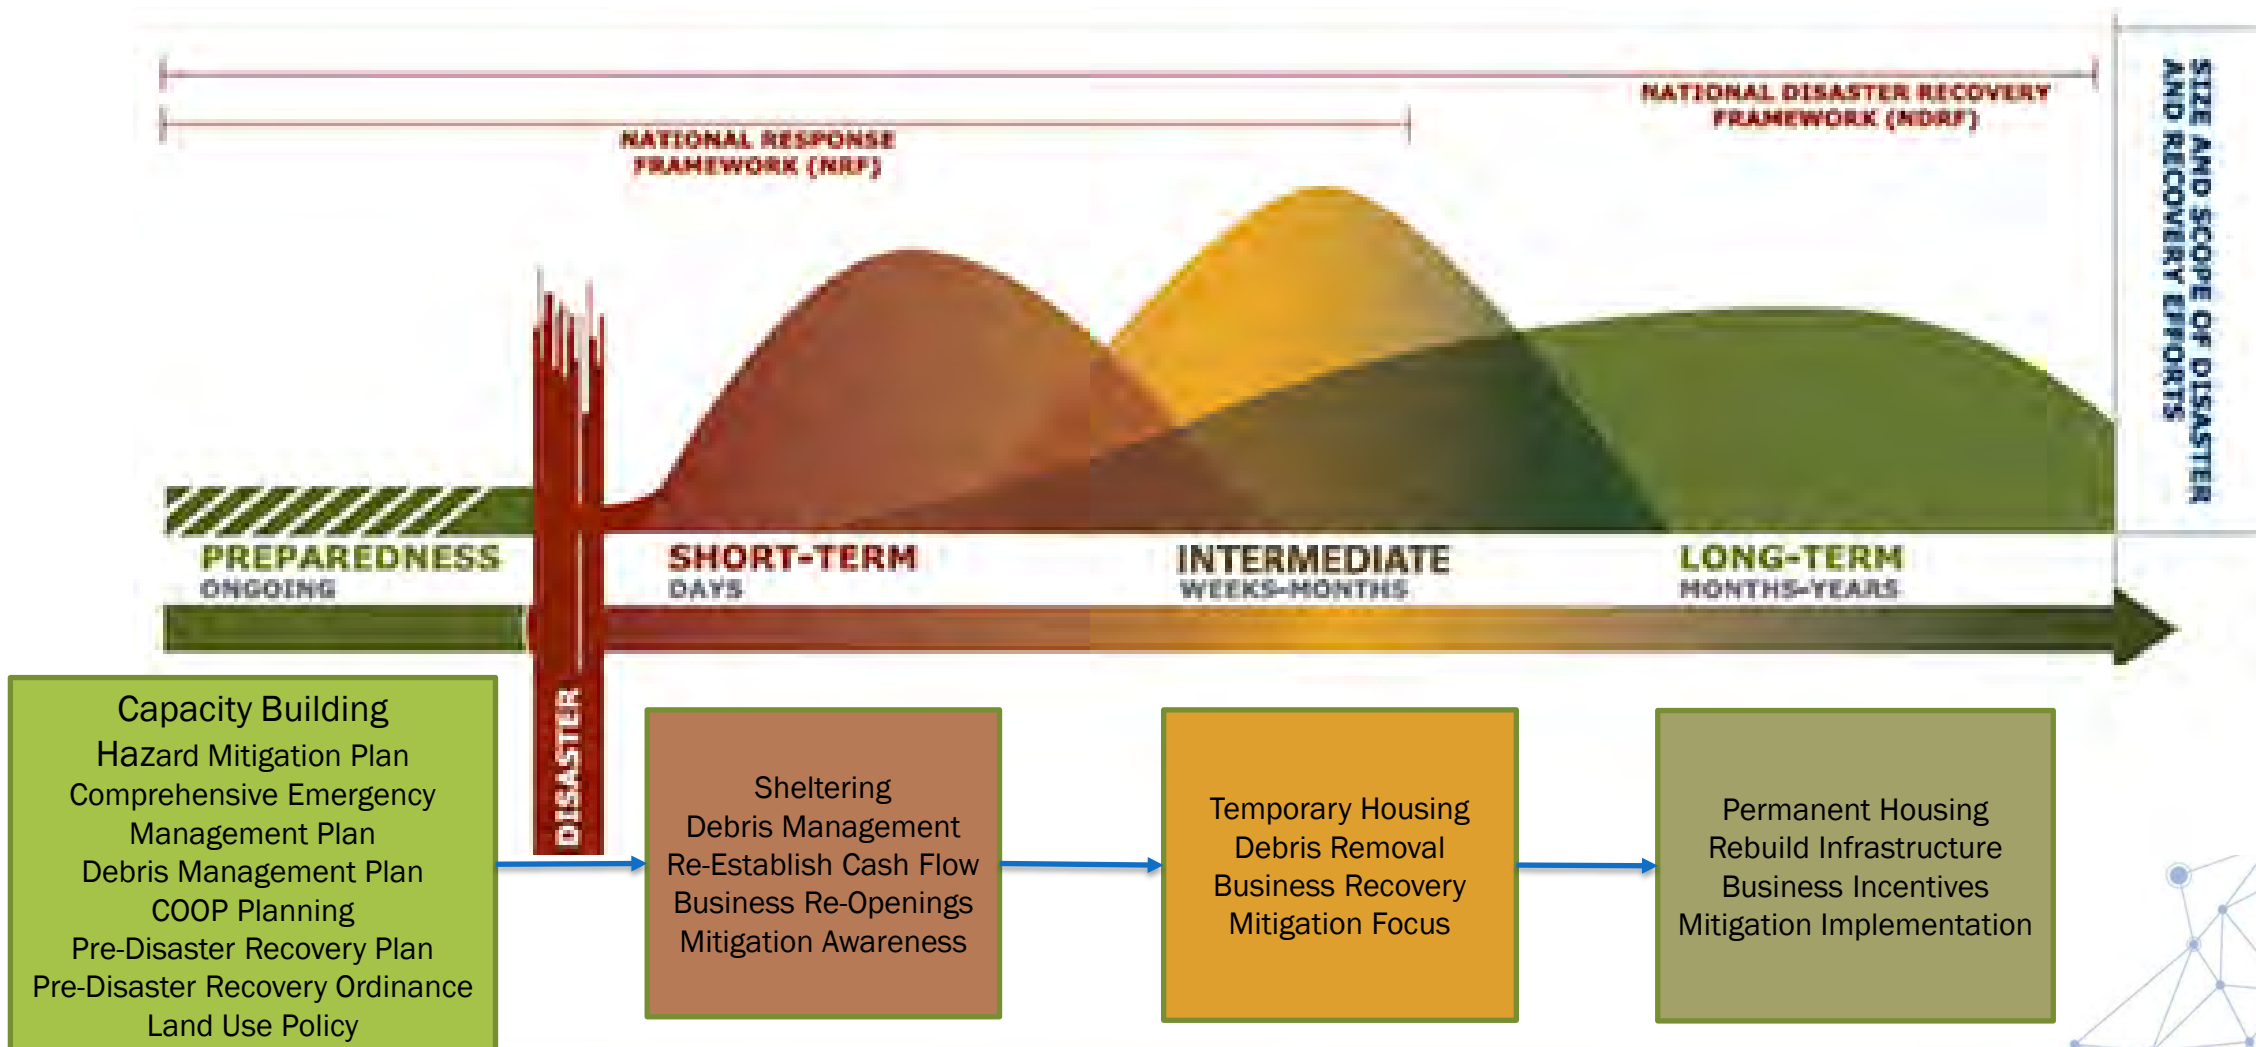 NATIONAL DISASTER RECOVERY
FRAMEWORK (NDRF)
NATIONAL RESPONSE
FRAMEWORK (NRF)
SIZE AND SCOPE OF DISASTER
AND RECOVERY EFFORTS
PREPAREDNESS
ONGOING
SHORT-TERM
DAYS
INTERMEDIATE
WEEKS-MONTHS
LONG-TERM
MONTHS-YEARS
DISASTER
Capacity Building
Hazard Mitigation Plan
Comprehensive Emergency
Management Plan
Debris Management Plan
COOP Planning
Pre-Disaster Recovery Plan
Pre-Disaster Recovery Ordinance
Land Use Policy
Sheltering
Debris Management
Re-Establish Cash Flow
Business Re-Openings
Mitigation Awareness
Temporary Housing
Debris Removal
Business Recovery
Mitigation Focus
Permanent Housing
Rebuild Infrastructure
Business Incentives
Mitigation Implementation